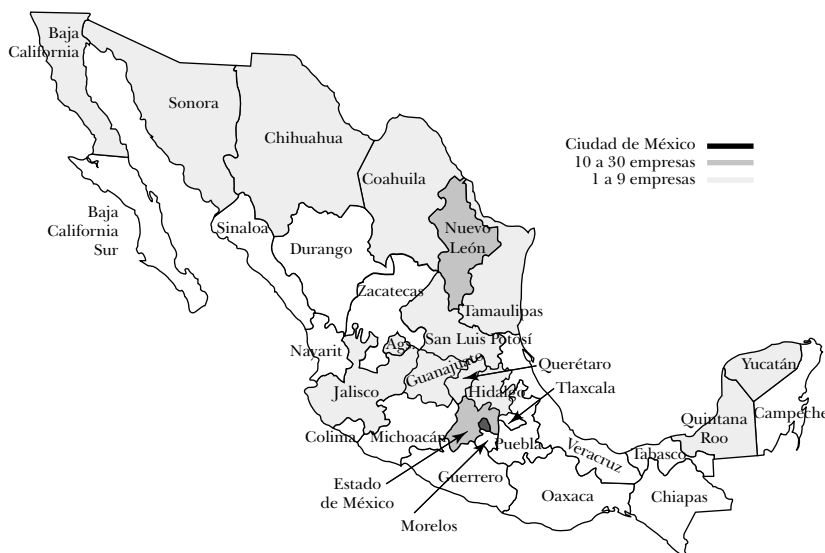 Baja
California
Sonora
Chihuahua
Coahuila
Ciudad de México
10 a 30 empresas
1 a 9 empresas
Baja
California
Sur
Sinaloa
Durango
Nuevo
León
Zacatecas
Tamaulipas
Nayarit
Ags.
San Luis Potosí
Guanajuato
Querétaro
Yucatán
Jalisco
Hidalgo
Tlaxcala
Quintana
Roo
Campeche
Colima
Michoacán
Puebla
Veracruz
Tabasco
Estado
de México
Guerrero
Oaxaca
Chiapas
Morelos